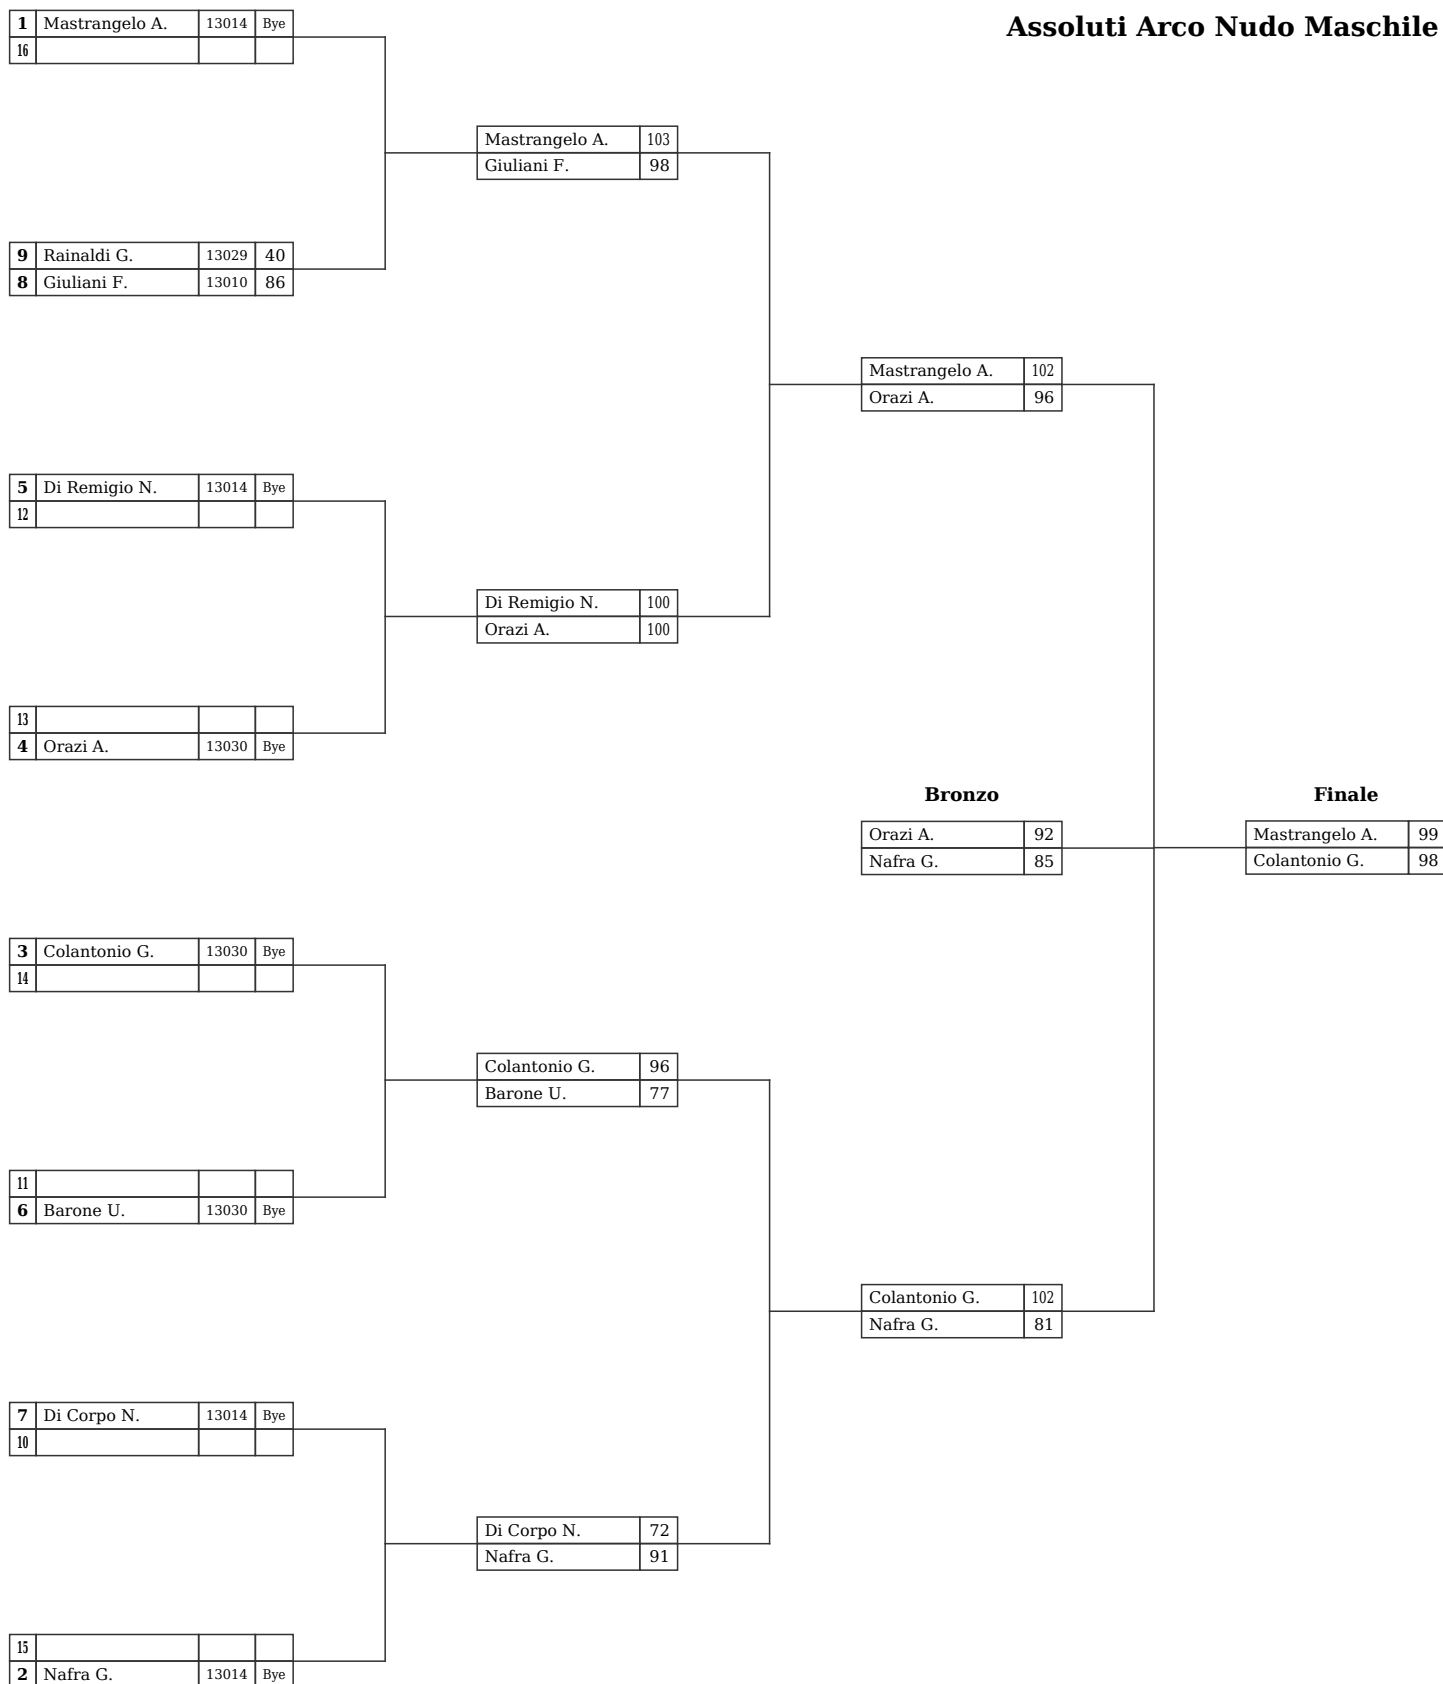 Assoluti Arco Nudo Maschile
1 Mastrangelo A. 13014 Bye
16
Mastrangelo A. 103
Giuliani F. 98
9 Rainaldi G. 13029 40
8 Giuliani F. 13010 86
Mastrangelo A. 102
Orazi A. 96
5 Di Remigio N. 13014 Bye
12
Di Remigio N. 100
Orazi A. 100
13
4 Orazi A. 13030 Bye
Bronzo
Finale
Orazi A. 92
Nafra G. 85
Mastrangelo A. 99
Colantonio G. 98
3 Colantonio G. 13030 Bye
14
Colantonio G. 96
Barone U. 77
11
6 Barone U. 13030 Bye
Colantonio G. 102
Nafra G. 81
7 Di Corpo N. 13014 Bye
10
Di Corpo N. 72
Nafra G. 91
15
2 Nafra G. 13014 Bye